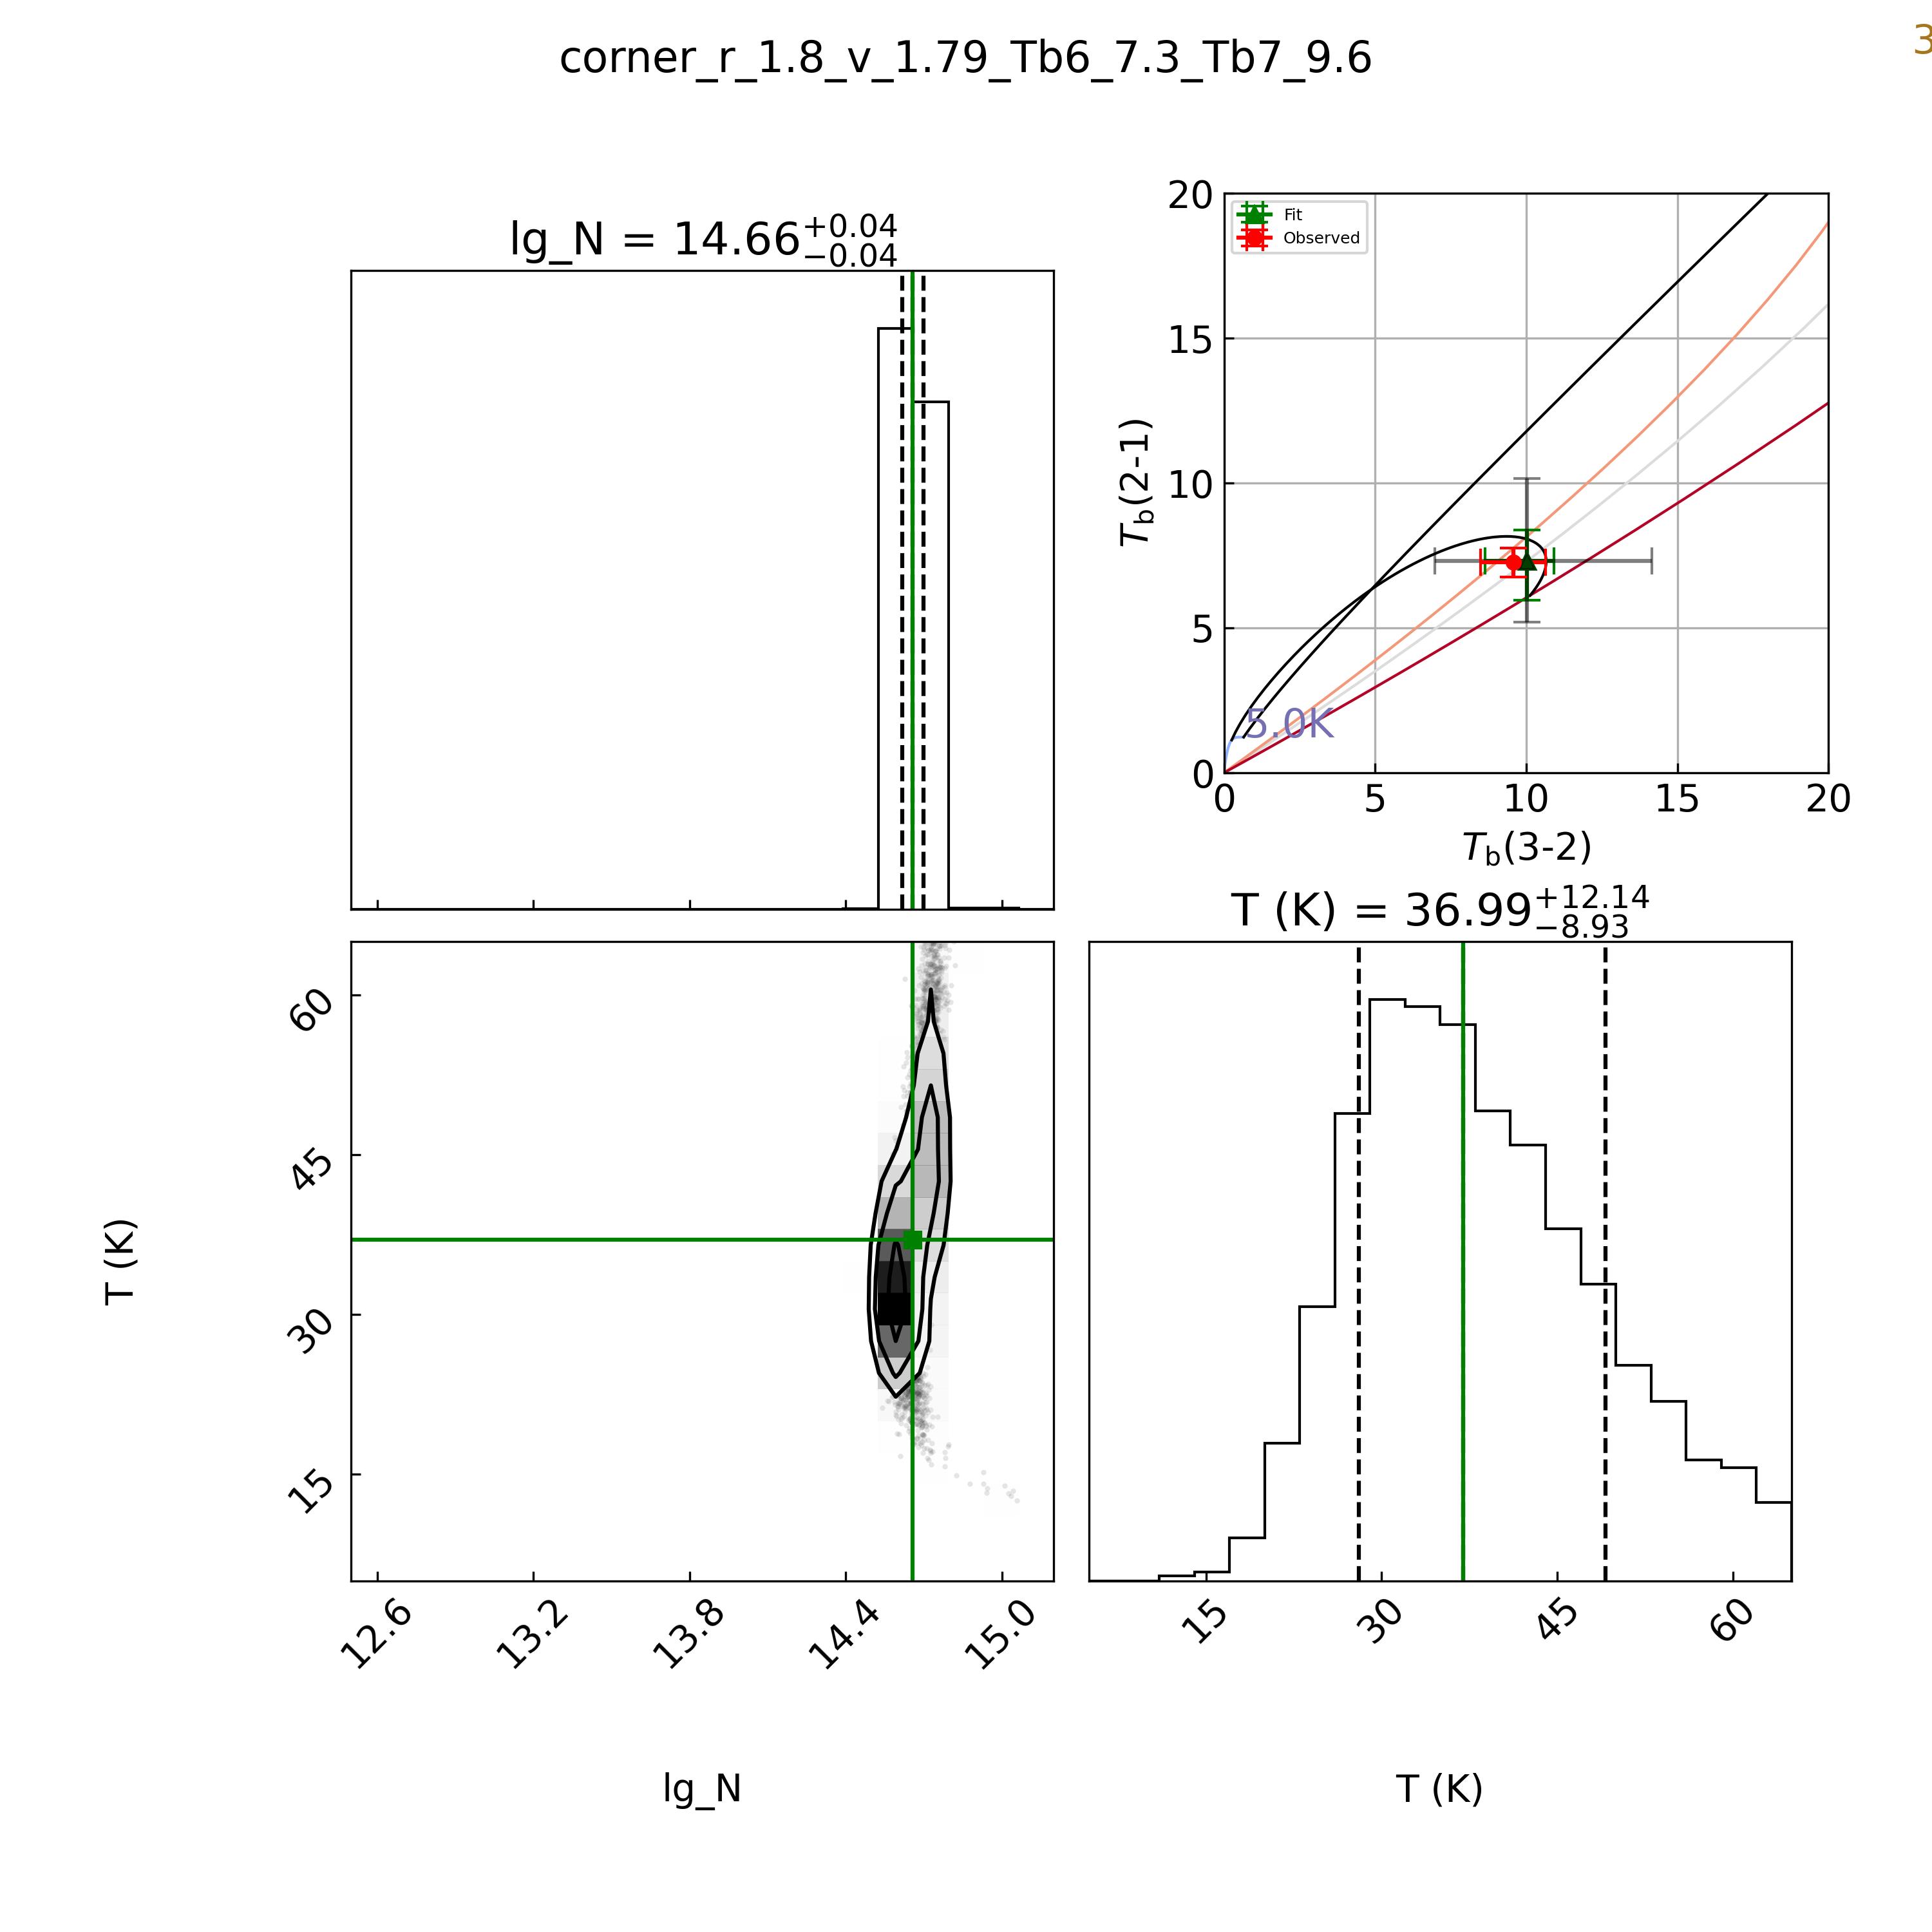 corner_r_1.8_v_1.79_Tb6_7.3_Tb7_9.6
3
lg_N = 14.66 +0.04 −0.04
20
15
10
5
0
Fit
Observed
5.0K
T_b(2-1)
0 5 10 15 20
T_b(3-2)
T (K) = 36.99 +12.14 −8.93
60
45
30
15
T (K)
12.6 13.2 13.8 14.4 15.0
lg_N
15 30 45 60
T (K)